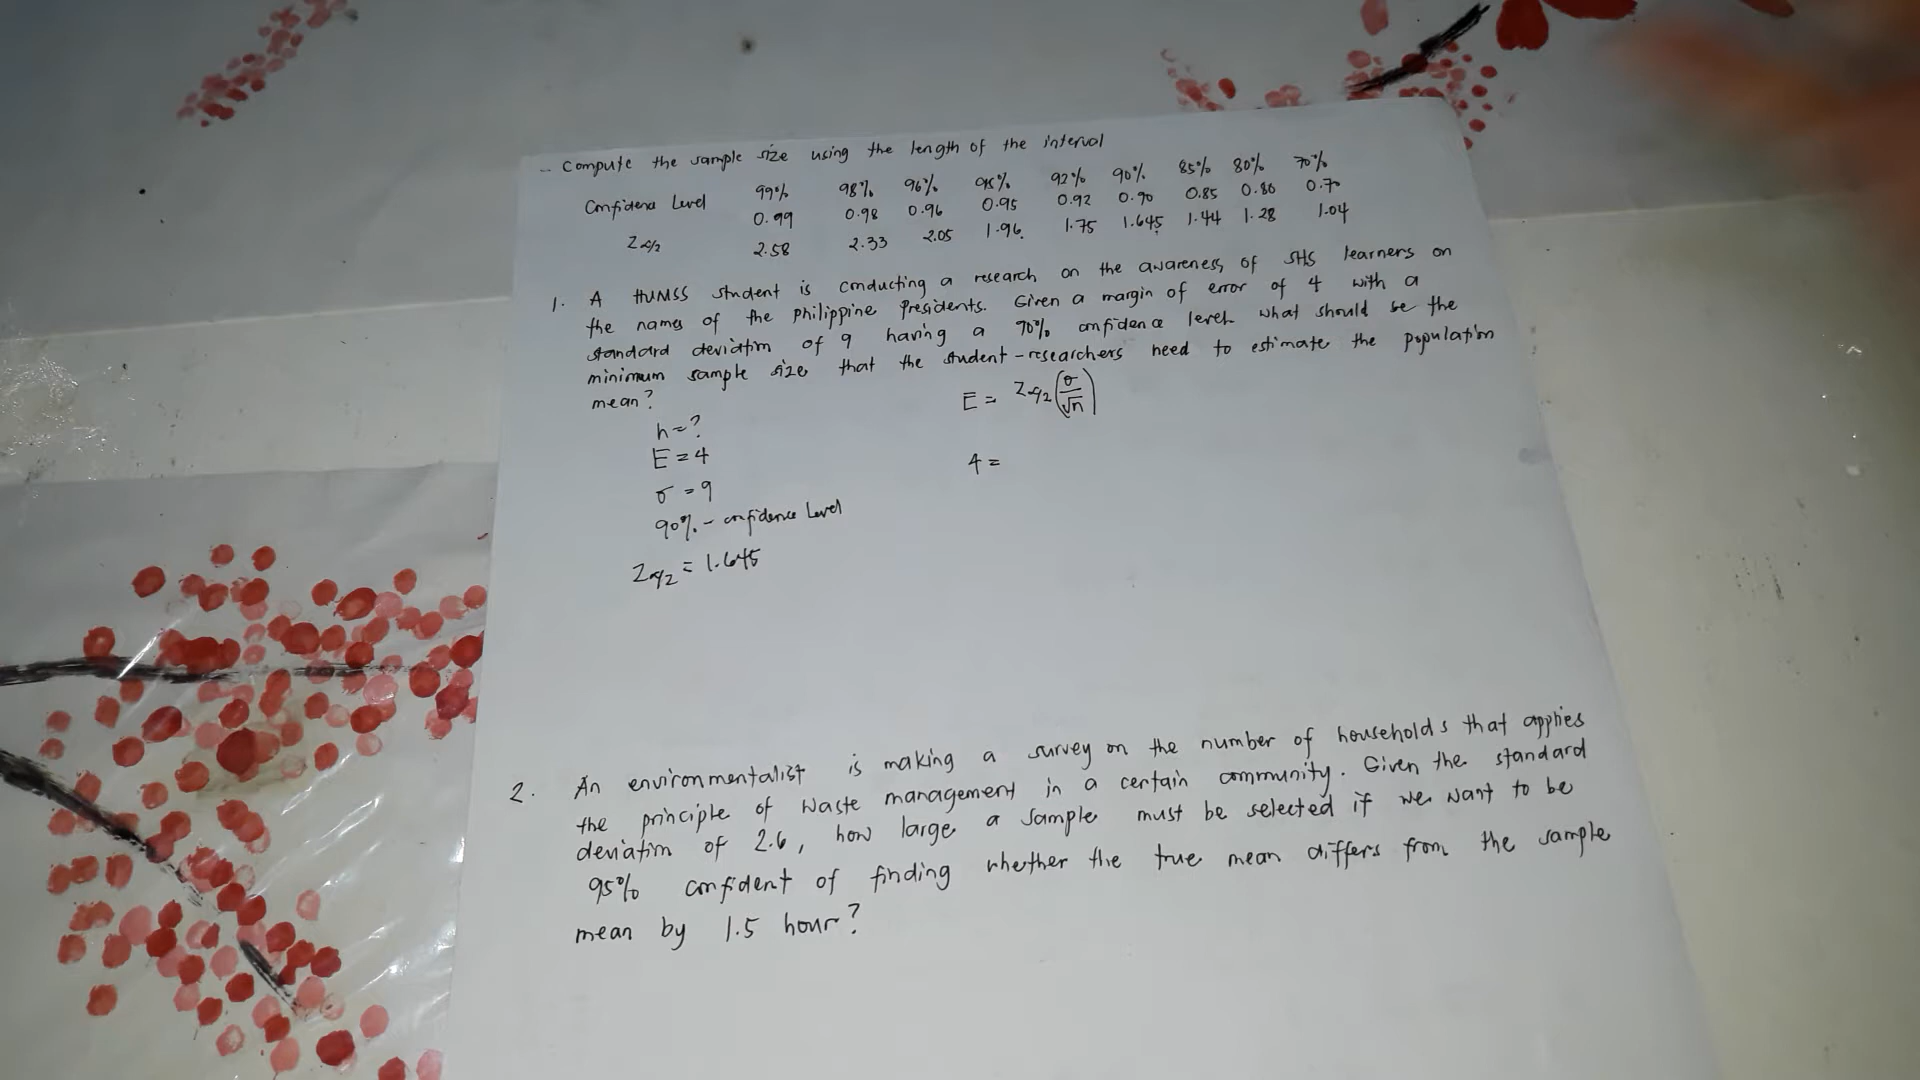 - Compute the sample size using the length of the interval
Confidence Level 99% 98% 96% 95% 92% 90% 85% 80% 70%
0.99 0.98 0.96 0.95 0.92 0.90 0.85 0.80 0.70
Zα/2 2.58 2.33 2.05 1.96 1.75 1.645 1.44 1.28 1.04
1. A HUMSS student is conducting a research on the awareness of SHS learners on
the names of the Philippine Presidents. Given a margin of error of 4 with a
standard deviation of 9 having a 90% confidence level what should be the
minimum sample size that the student-researchers need to estimate the population
mean?
E = Zα/2 (σ/√n)
n = ?
E = 4
4 =
σ = 9
90% - confidence Level
Zα/2 = 1.645
2. An environmentalist is making a survey on the number of households that applies
the principle of waste management in a certain community. Given the standard
deviation of 2.6, how large a sample must be selected if we want to be
95% confident of finding whether the true mean differs from the sample
mean by 1.5 hour?